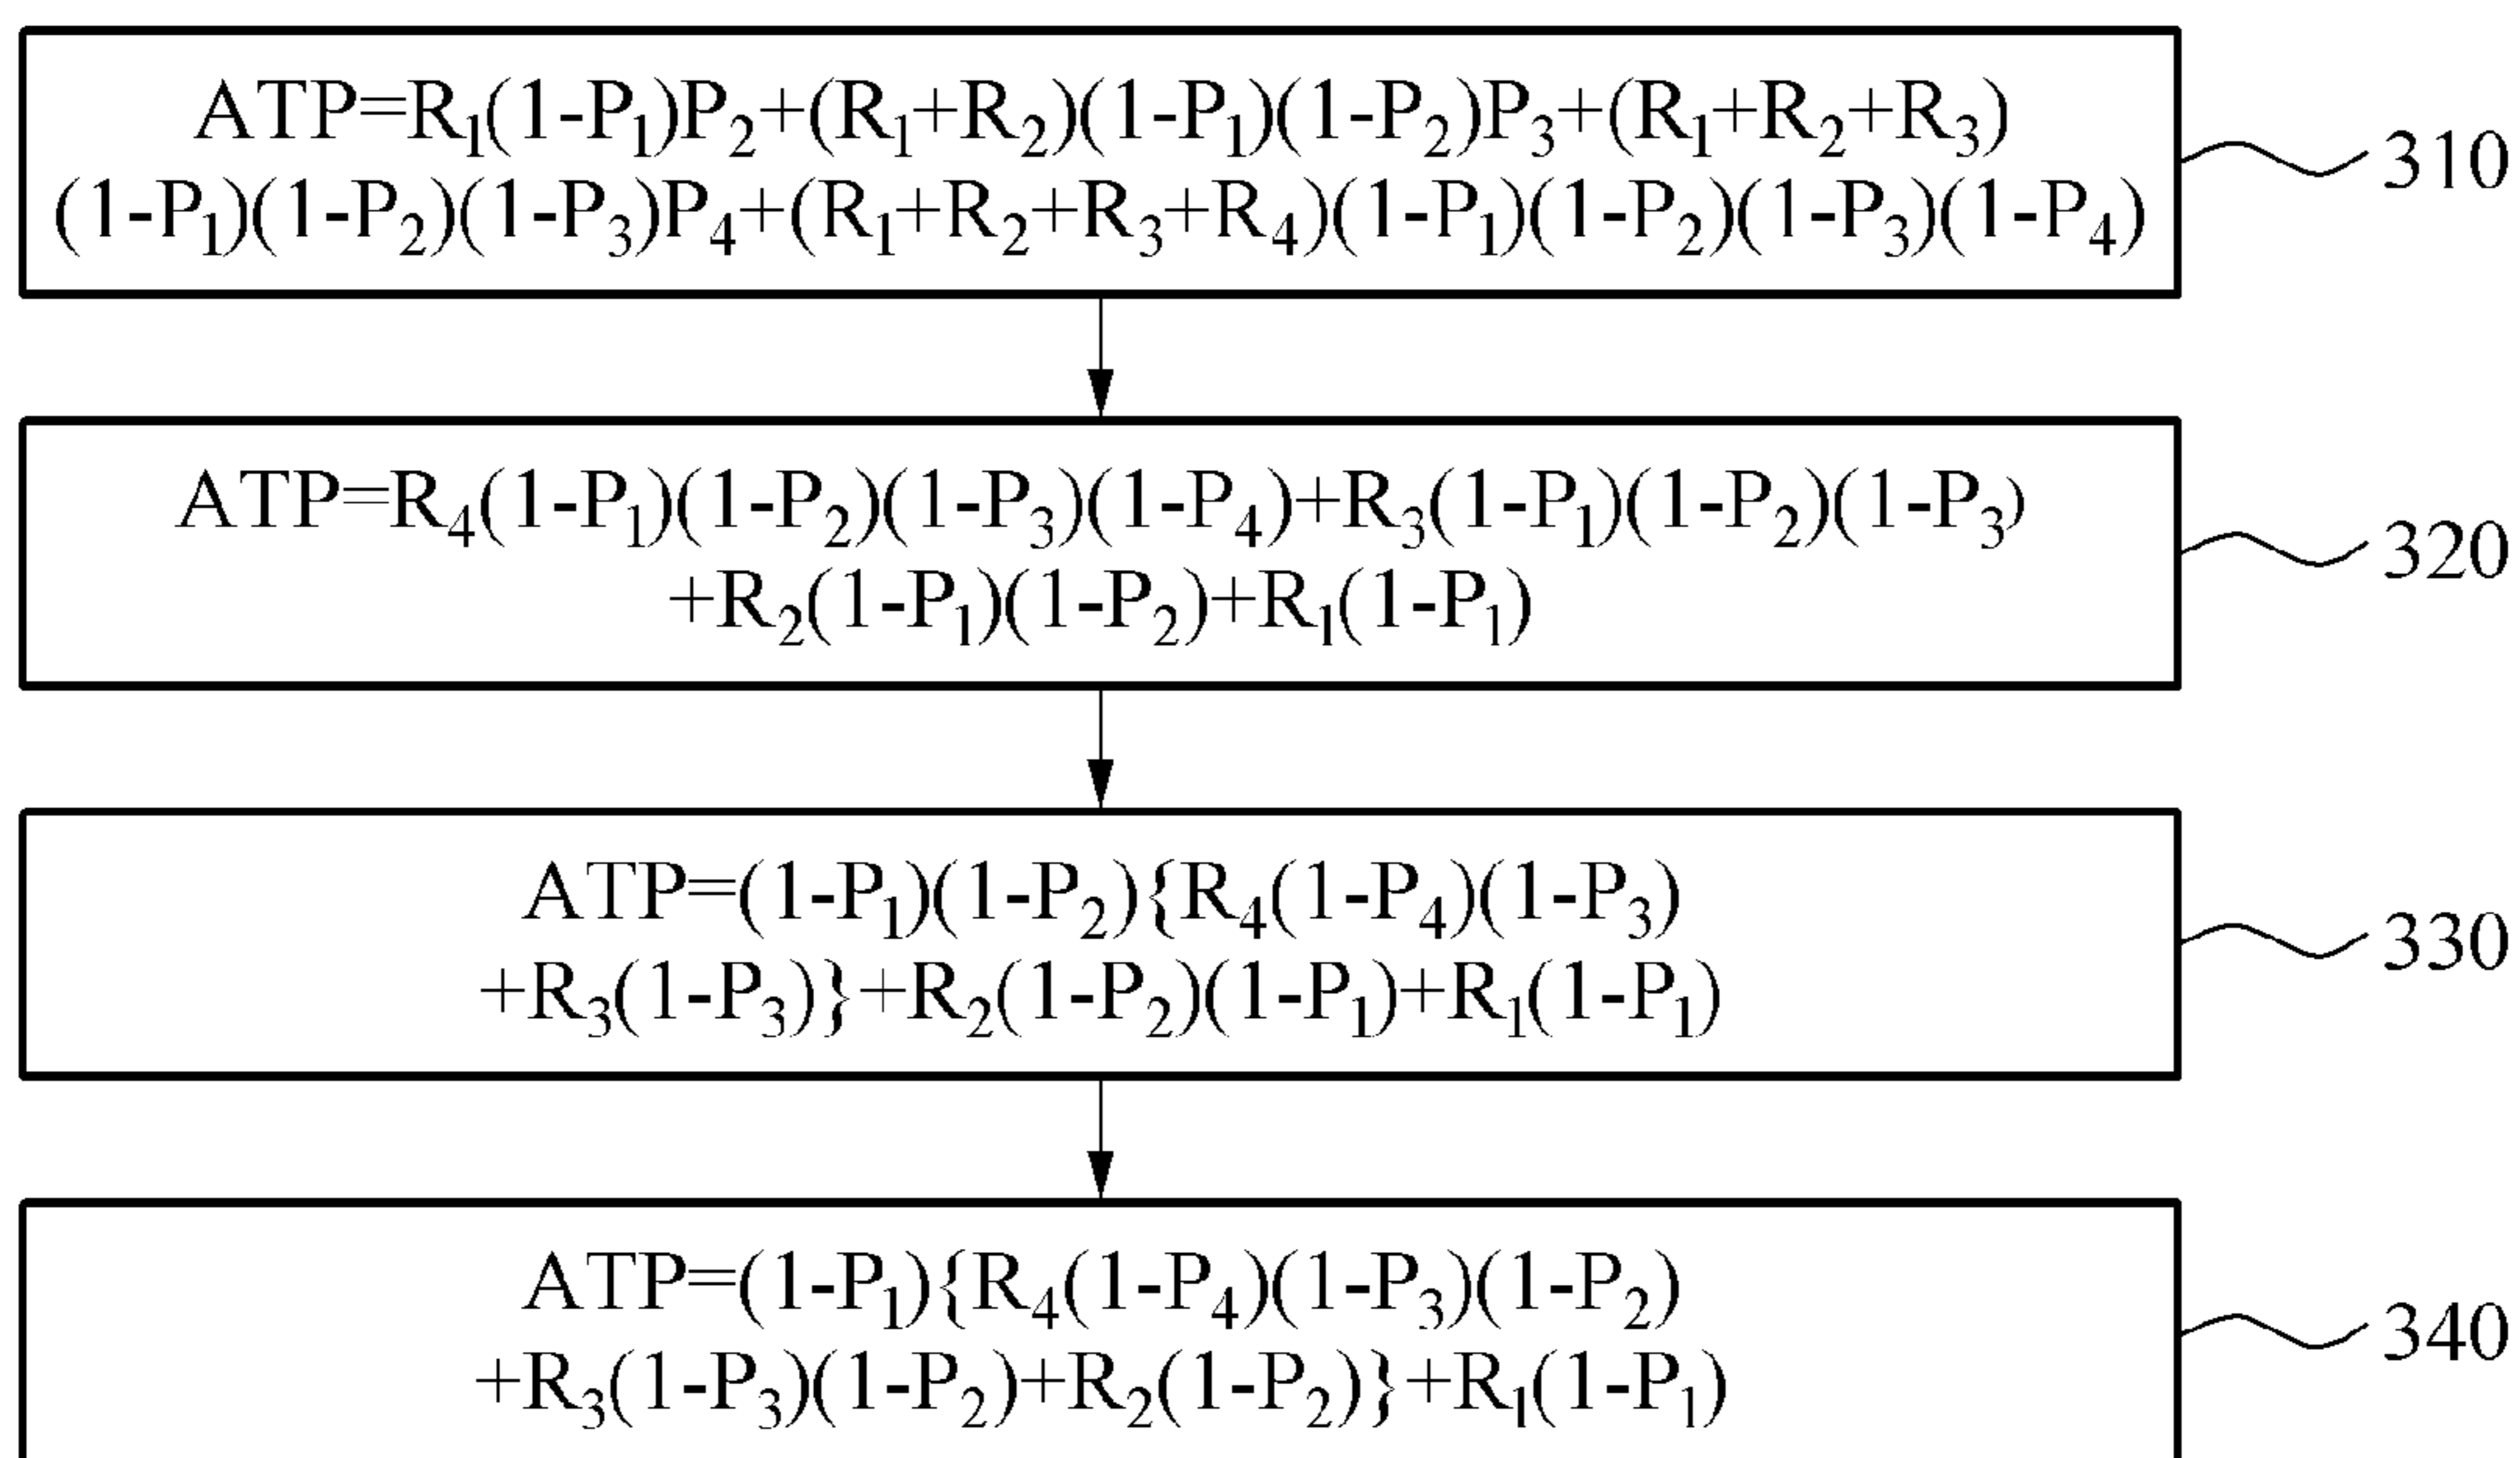 ATP=R₁(1-P₁)P₂+(R₁+R₂)(1-P₁)(1-P₂)P₃+(R₁+R₂+R₃)
(1-P₁)(1-P₂)(1-P₃)P₄+(R₁+R₂+R₃+R₄)(1-P₁)(1-P₂)(1-P₃)(1-P₄)
310
ATP=R₄(1-P₁)(1-P₂)(1-P₃)(1-P₄)+R₃(1-P₁)(1-P₂)(1-P₃)
+R₂(1-P₁)(1-P₂)+R₁(1-P₁)
320
ATP=(1-P₁)(1-P₂){R₄(1-P₄)(1-P₃)
+R₃(1-P₃)}+R₂(1-P₂)(1-P₁)+R₁(1-P₁)
330
ATP=(1-P₁){R₄(1-P₄)(1-P₃)(1-P₂)
+R₃(1-P₃)(1-P₂)+R₂(1-P₂)}+R₁(1-P₁)
340